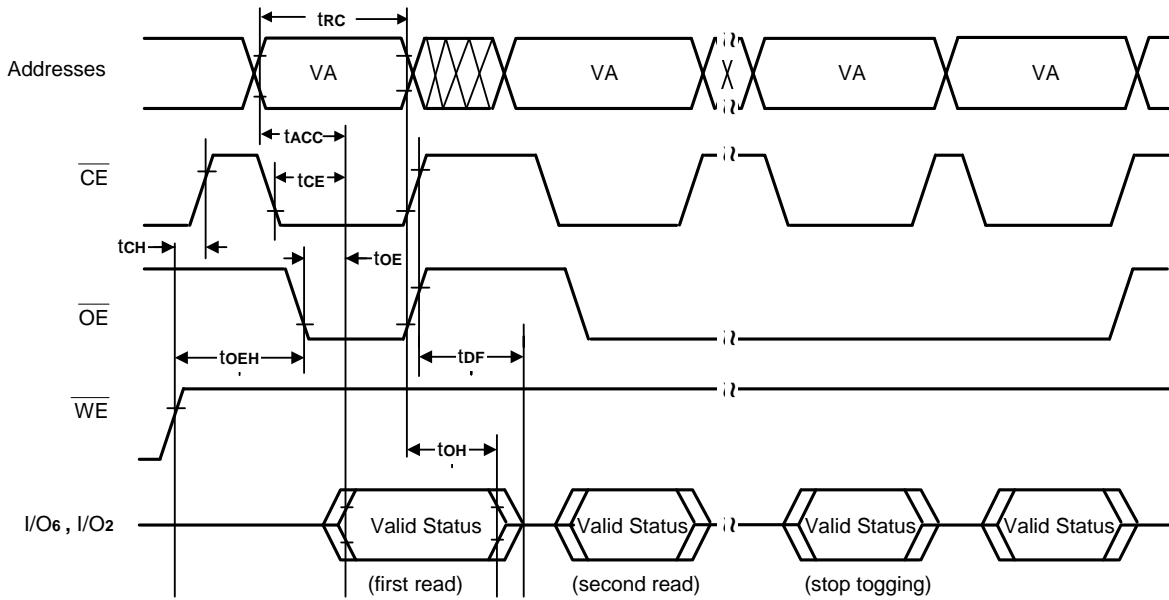 tRC
Addresses VA VA VA VA
tACC
CE
tCE
tCH
tOE
OE
tOEH
tDF
WE
tOH
I/O6 , I/O2 Valid Status Valid Status Valid Status Valid Status
(first read) (second read) (stop togging)